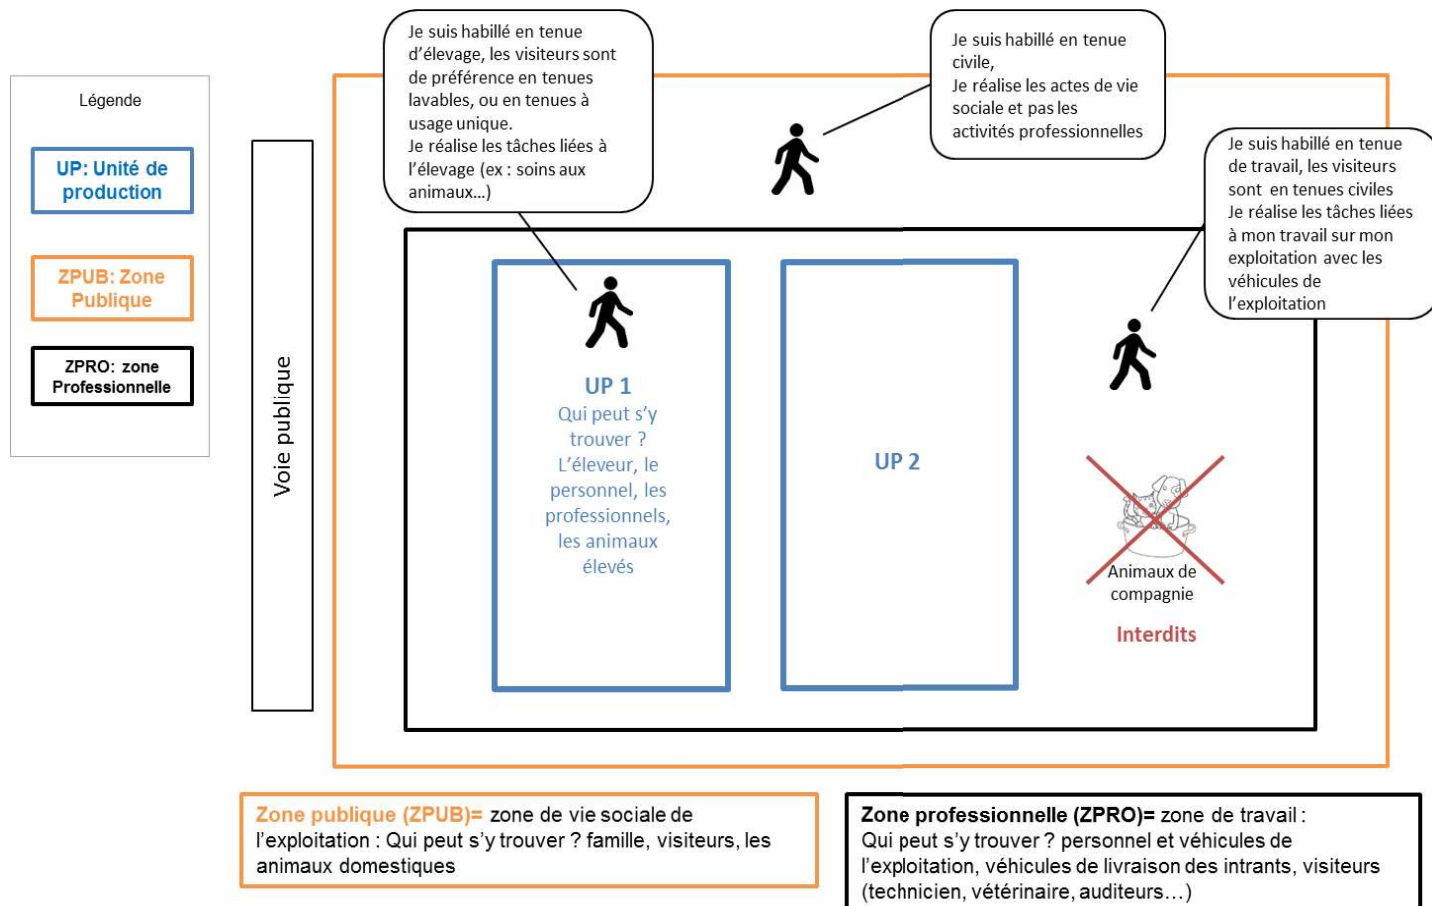 Légende
UP: Unité de
production
ZPUB: Zone
Publique
ZPRO: zone
Professionnelle
Voie publique
Je suis habillé en tenue
d'élevage, les visiteurs sont
de préférence en tenues
lavables, ou en tenues à
usage unique.
Je réalise les tâches liées à
l'élevage (ex : soins aux
animaux…)
Je suis habillé en tenue
civile,
Je réalise les actes de vie
sociale et pas les
activités professionnelles
Je suis habillé en tenue
de travail, les visiteurs
sont en tenues civiles
Je réalise les tâches liées
à mon travail sur mon
exploitation avec les
véhicules de
l'exploitation
UP 1
Qui peut s'y
trouver ?
L'éleveur, le
personnel, les
professionnels,
les animaux
élevés
UP 2
Animaux de
compagnie
Interdits
Zone publique (ZPUB)= zone de vie sociale de
l'exploitation : Qui peut s'y trouver ? famille, visiteurs, les
animaux domestiques
Zone professionnelle (ZPRO)= zone de travail :
Qui peut s'y trouver ? personnel et véhicules de
l'exploitation, véhicules de livraison des intrants, visiteurs
(technicien, vétérinaire, auditeurs…)